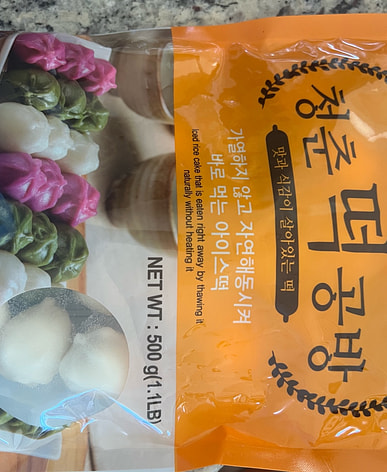 청춘 떡 공방
맛과 식감이 살아있는 떡
가열하지 않고 자연해동시켜
바로 먹는 아이스떡
Iced rice cake that is eaten right away by thawing it
naturally without heating it
NET WT : 500 g(1.1LB)